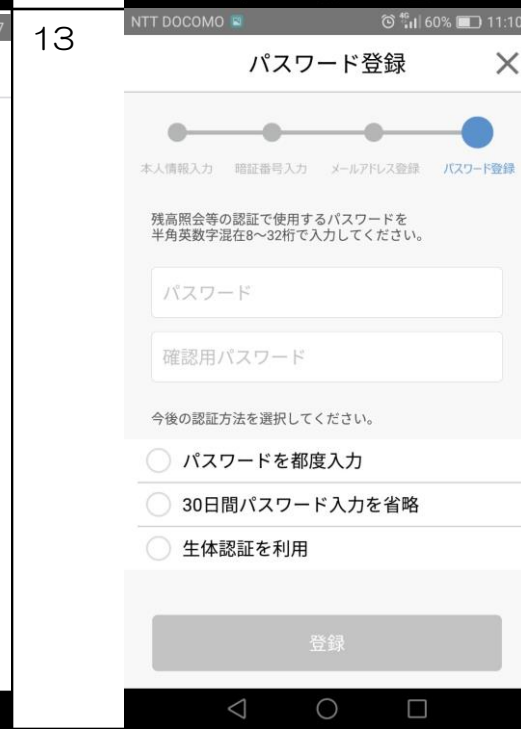 7
13
NTT DOCOMO 4G 60% 11:10
パスワード登録
本人情報入力 暗証番号入力 メールアドレス登録 パスワード登録
残高照会等の認証で使用するパスワードを
半角英数字混在8〜32桁で入力してください。
パスワード
確認用パスワード
今後の認証方法を選択してください。
パスワードを都度入力
30日間パスワード入力を省略
生体認証を利用
登録